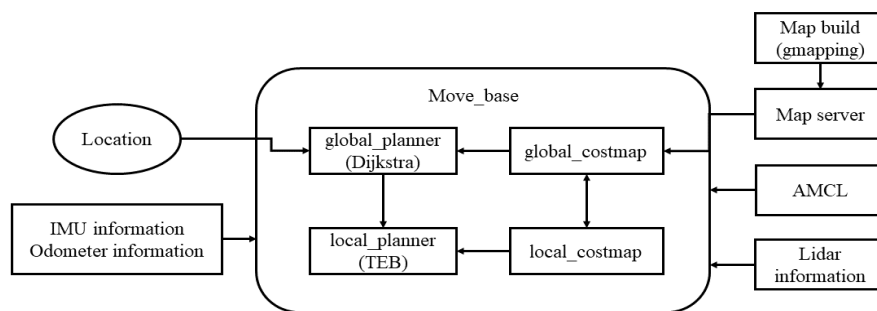 Map build
(gmapping)
Move_base
Location
global_planner
(Dijkstra)
global_costmap
Map server
IMU information
Odometer information
local_planner
(TEB)
local_costmap
AMCL
Lidar
information